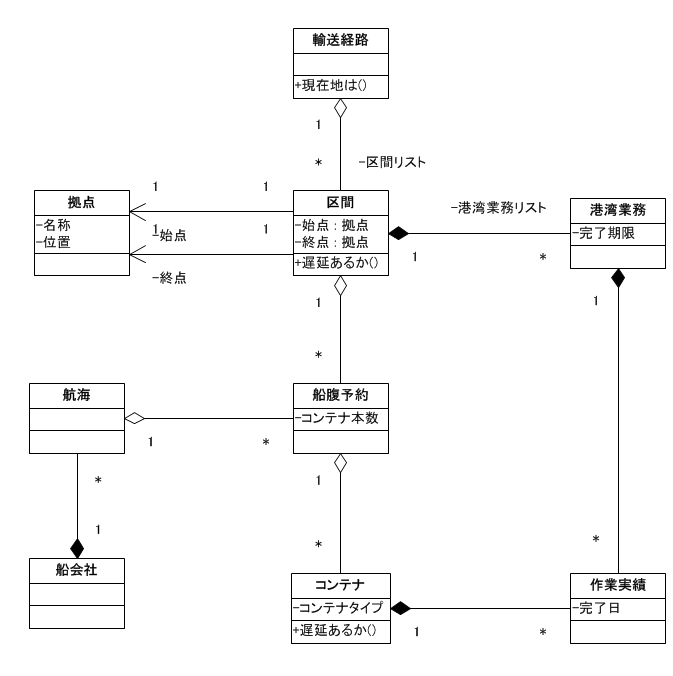 輸送経路
+現在地は()
1
*
-区間リスト
拠点
-名称
-位置
1
1
1
-始点
1
-終点
区間
-始点 : 拠点
-終点 : 拠点
+遅延あるか()
-港湾業務リスト
1
*
港湾業務
-完了期限
1
*
1
*
航海
1
*
船腹予約
-コンテナ本数
*
1
1
*
船会社
コンテナ
-コンテナタイプ
+遅延あるか()
1
*
作業実績
-完了日